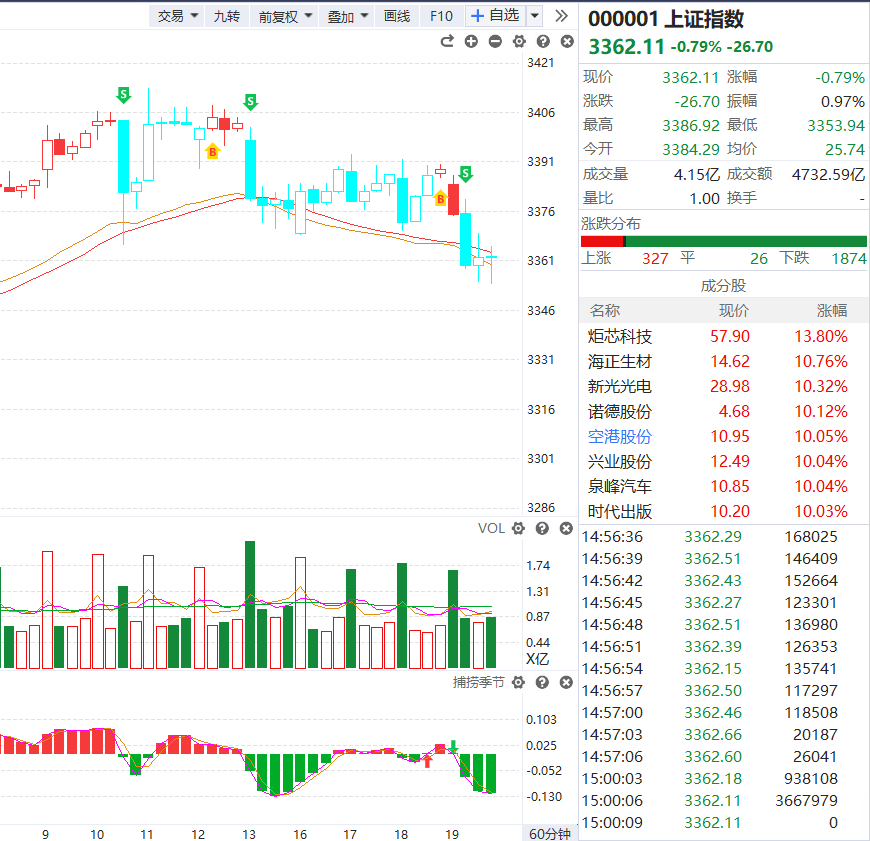 交易 九转 前复权 叠加 画线 F10 +自选
000001 上证指数
3362.11 -0.79% -26.70
现价 3362.11 涨幅 -0.79%
涨跌 -26.70 振幅 0.97%
最高 3386.92 最低 3353.94
今开 3384.29 均价 25.74
成交量 4.15亿 成交额 4732.59亿
量比 1.00 换手 -
涨跌分布
上涨 327 平 26 下跌 1874
成分股
名称 现价 涨幅
炬芯科技 57.90 13.80%
海正生材 14.62 10.76%
新光光电 28.98 10.32%
诺德股份 4.68 10.12%
空港股份 10.95 10.05%
兴业股份 12.49 10.04%
泉峰汽车 10.85 10.04%
时代出版 10.20 10.03%
14:56:36 3362.29 168025
14:56:39 3362.51 146409
14:56:42 3362.43 152664
14:56:45 3362.27 123301
14:56:48 3362.51 136980
14:56:51 3362.39 126353
14:56:54 3362.15 135741
14:56:57 3362.50 117297
14:57:00 3362.46 118508
14:57:03 3362.66 20187
14:57:06 3362.60 26041
15:00:03 3362.18 938108
15:00:06 3362.11 3667979
15:00:09 3362.11 0
3421
3406
3391
3376
3361
3346
3331
3316
3301
3286
S
S
B
S
B
VOL
1.74
1.31
0.87
0.44
X亿
捕捞季节
0.103
0.025
-0.052
-0.130
9 10 11 12 13 16 17 18 19 60分钟